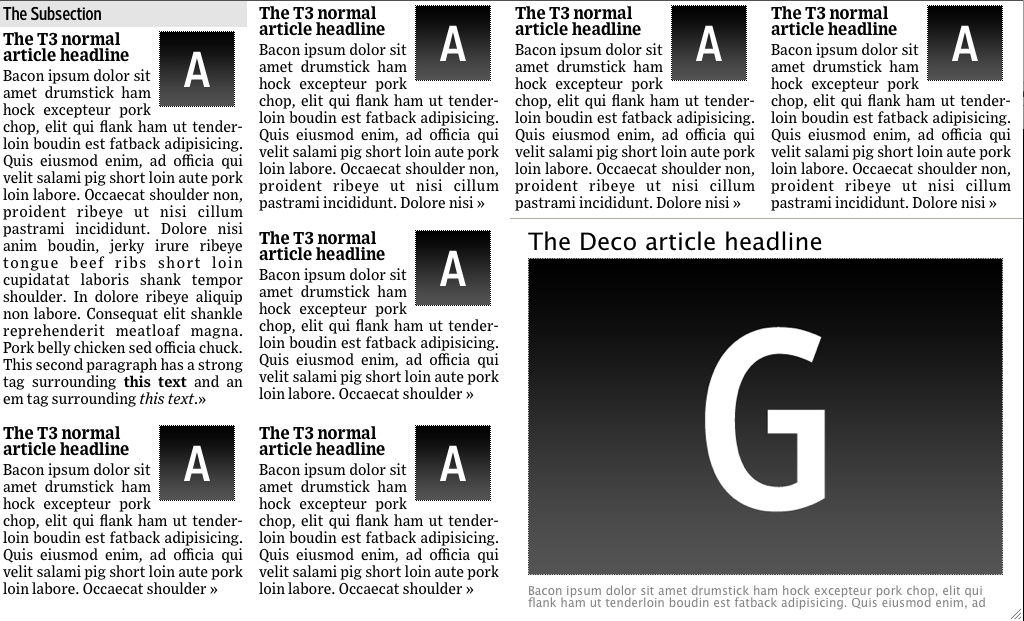 The Subsection
The T3 normal
article headline
A
Bacon ipsum dolor sit
amet drumstick ham
hock excepteur pork
chop, elit qui flank ham ut tender-
loin boudin est fatback adipisicing.
Quis eiusmod enim, ad officia qui
velit salami pig short loin aute pork
loin labore. Occaecat shoulder non,
proident ribeye ut nisi cillum
pastrami incididunt. Dolore nisi
anim boudin, jerky irure ribeye
tongue beef ribs short loin
cupidatat laboris shank tempor
shoulder. In dolore ribeye aliquip
non labore. Consequat elit shankle
reprehenderit meatloaf magna.
Pork belly chicken sed officia chuck.
This second paragraph has a strong
tag surrounding this text and an
em tag surrounding this text.»
The T3 normal
article headline
A
Bacon ipsum dolor sit
amet drumstick ham
hock excepteur pork
chop, elit qui flank ham ut tender-
loin boudin est fatback adipisicing.
Quis eiusmod enim, ad officia qui
velit salami pig short loin aute pork
loin labore. Occaecat shoulder »
The T3 normal
article headline
A
Bacon ipsum dolor sit
amet drumstick ham
hock excepteur pork
chop, elit qui flank ham ut tender-
loin boudin est fatback adipisicing.
Quis eiusmod enim, ad officia qui
velit salami pig short loin aute pork
loin labore. Occaecat shoulder non,
proident ribeye ut nisi cillum
pastrami incididunt. Dolore nisi »
The T3 normal
article headline
A
Bacon ipsum dolor sit
amet drumstick ham
hock excepteur pork
chop, elit qui flank ham ut tender-
loin boudin est fatback adipisicing.
Quis eiusmod enim, ad officia qui
velit salami pig short loin aute pork
loin labore. Occaecat shoulder »
The T3 normal
article headline
A
Bacon ipsum dolor sit
amet drumstick ham
hock excepteur pork
chop, elit qui flank ham ut tender-
loin boudin est fatback adipisicing.
Quis eiusmod enim, ad officia qui
velit salami pig short loin aute pork
loin labore. Occaecat shoulder »
The T3 normal
article headline
A
Bacon ipsum dolor sit
amet drumstick ham
hock excepteur pork
chop, elit qui flank ham ut tender-
loin boudin est fatback adipisicing.
Quis eiusmod enim, ad officia qui
velit salami pig short loin aute pork
loin labore. Occaecat shoulder non,
proident ribeye ut nisi cillum
pastrami incididunt. Dolore nisi »
The T3 normal
article headline
A
Bacon ipsum dolor sit
amet drumstick ham
hock excepteur pork
chop, elit qui flank ham ut tender-
loin boudin est fatback adipisicing.
Quis eiusmod enim, ad officia qui
velit salami pig short loin aute pork
loin labore. Occaecat shoulder non,
proident ribeye ut nisi cillum
pastrami incididunt. Dolore nisi »
The Deco article headline
G
Bacon ipsum dolor sit amet drumstick ham hock excepteur pork chop, elit qui
flank ham ut tenderloin boudin est fatback adipisicing. Quis eiusmod enim, ad